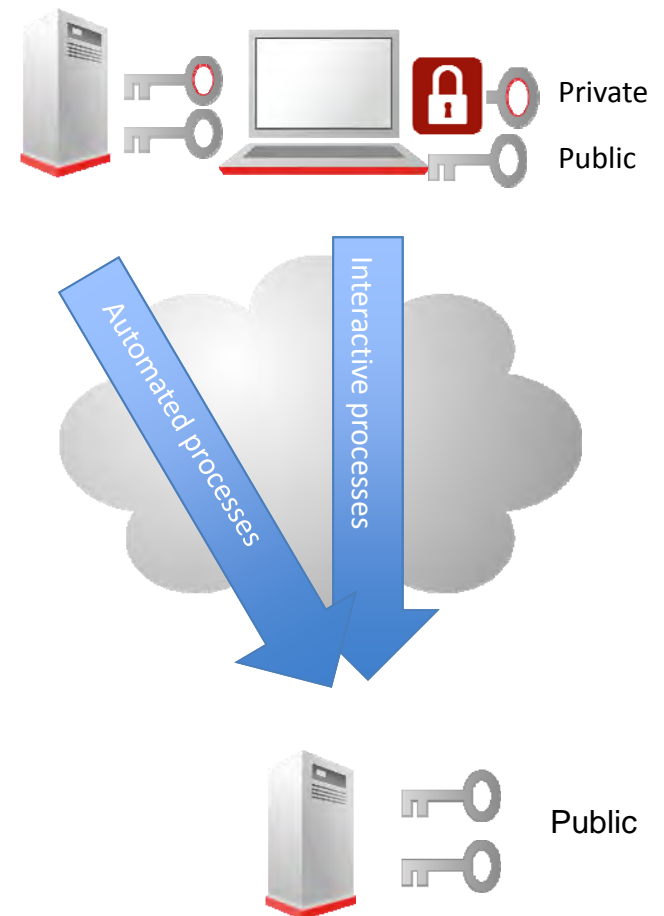 Private
Public
Automated processes
Interactive processes
Public